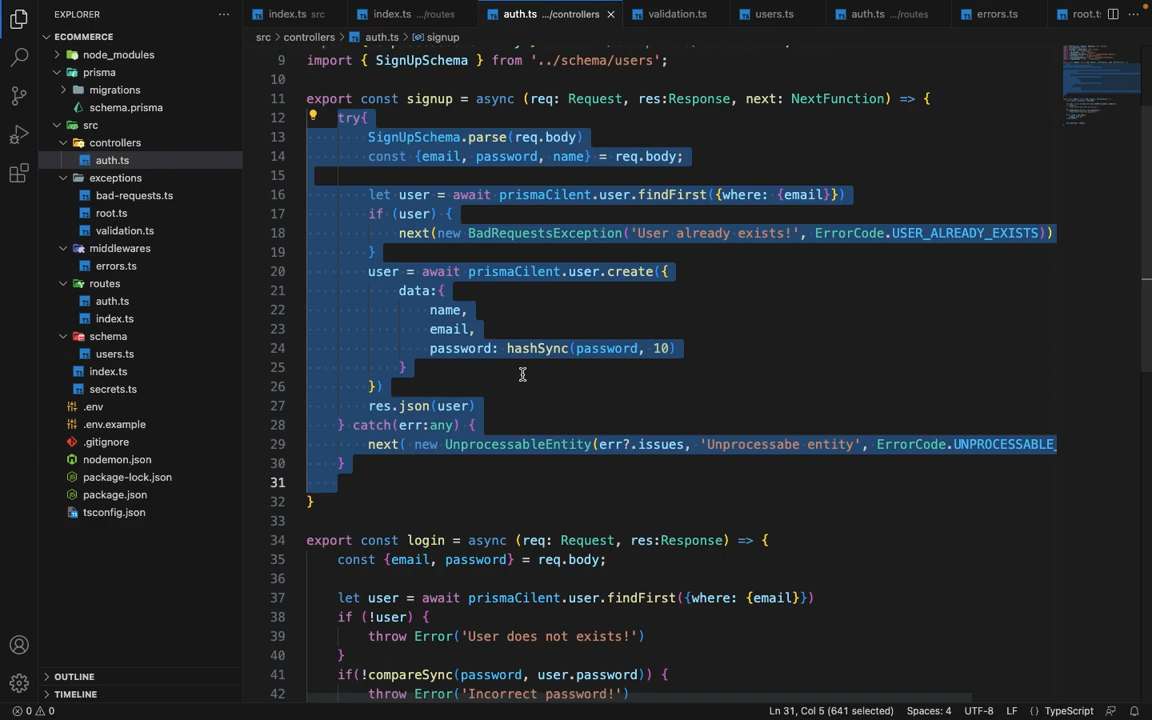 EXPLORER
ECOMMERCE
node_modules
prisma
migrations
schema.prisma
src
controllers
auth.ts
exceptions
bad-requests.ts
root.ts
validation.ts
middlewares
errors.ts
routes
auth.ts
index.ts
schema
users.ts
index.ts
secrets.ts
.env
.env.example
.gitignore
nodemon.json
package-lock.json
package.json
tsconfig.json
OUTLINE
TIMELINE
index.ts src
index.ts .../routes
auth.ts .../controllers
validation.ts
users.ts
auth.ts .../routes
errors.ts
root.t
src > controllers > auth.ts > signup
9 import { SignUpSchema } from '../schema/users';
10
11 export const signup = async (req: Request, res:Response, next: NextFunction) => {
12 try{
13 SignUpSchema.parse(req.body)
14 const {email, password, name} = req.body;
15
16 let user = await prismaCilent.user.findFirst({where: {email}})
17 if (user) {
18 next(new BadRequestsException('User already exists!', ErrorCode.USER_ALREADY_EXISTS))
19 }
20 user = await prismaCilent.user.create({
21 data:{
22 name,
23 email,
24 password: hashSync(password, 10)
25 }
26 })
27 res.json(user)
28 } catch(err:any) {
29 next( new UnprocessableEntity(err?.issues, 'Unprocessabe entity', ErrorCode.UNPROCESSABLE_
30 }
31
32 }
33
34 export const login = async (req: Request, res:Response) => {
35 const {email, password} = req.body;
36
37 let user = await prismaCilent.user.findFirst({where: {email}})
38 if (!user) {
39 throw Error('User does not exists!')
40 }
41 if(!compareSync(password, user.password)) {
42 throw Error('Incorrect password!')
0 0 Ln 31, Col 5 (641 selected) Spaces: 4 UTF-8 LF {} TypeScript